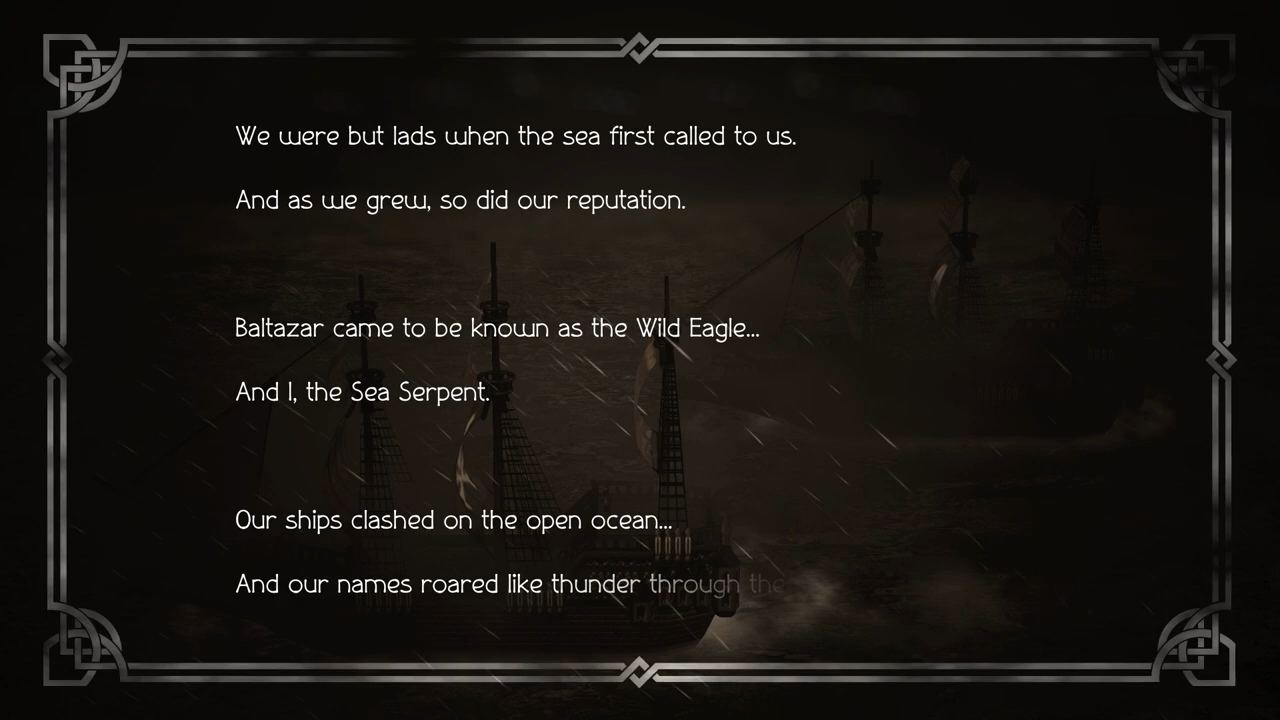 We were but lads when the sea first called to us.
And as we grew, so did our reputation.
Baltazar came to be known as the Wild Eagle...
And I, the Sea Serpent.
Our ships clashed on the open ocean...
And our names roared like thunder through the